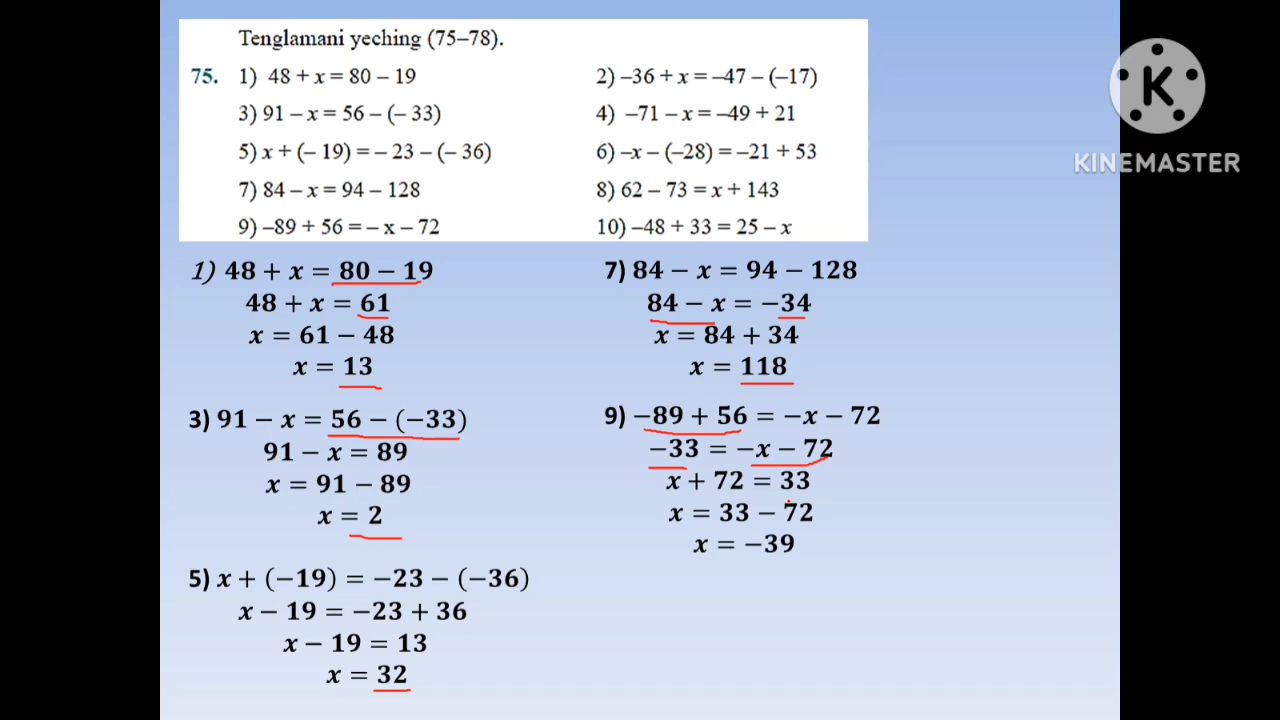 Tenglamani yeching (75–78).
75. 1) 48 + x = 80 – 19
2) –36 + x = –47 – (–17)
3) 91 – x = 56 – (– 33)
4) –71 – x = –49 + 21
5) x + (– 19) = – 23 – (– 36)
6) –x – (–28) = –21 + 53
7) 84 – x = 94 – 128
8) 62 – 73 = x + 143
9) –89 + 56 = – x – 72
10) –48 + 33 = 25 – x
1) 48 + x = 80 − 19
48 + x = 61
x = 61 − 48
x = 13
3) 91 − x = 56 − (−33)
91 − x = 89
x = 91 − 89
x = 2
5) x + (−19) = −23 − (−36)
x − 19 = −23 + 36
x − 19 = 13
x = 32
7) 84 − x = 94 − 128
84 − x = −34
x = 84 + 34
x = 118
9) −89 + 56 = −x − 72
−33 = −x − 72
x + 72 = 33
x = 33 − 72
x = −39
K
KINEMASTER